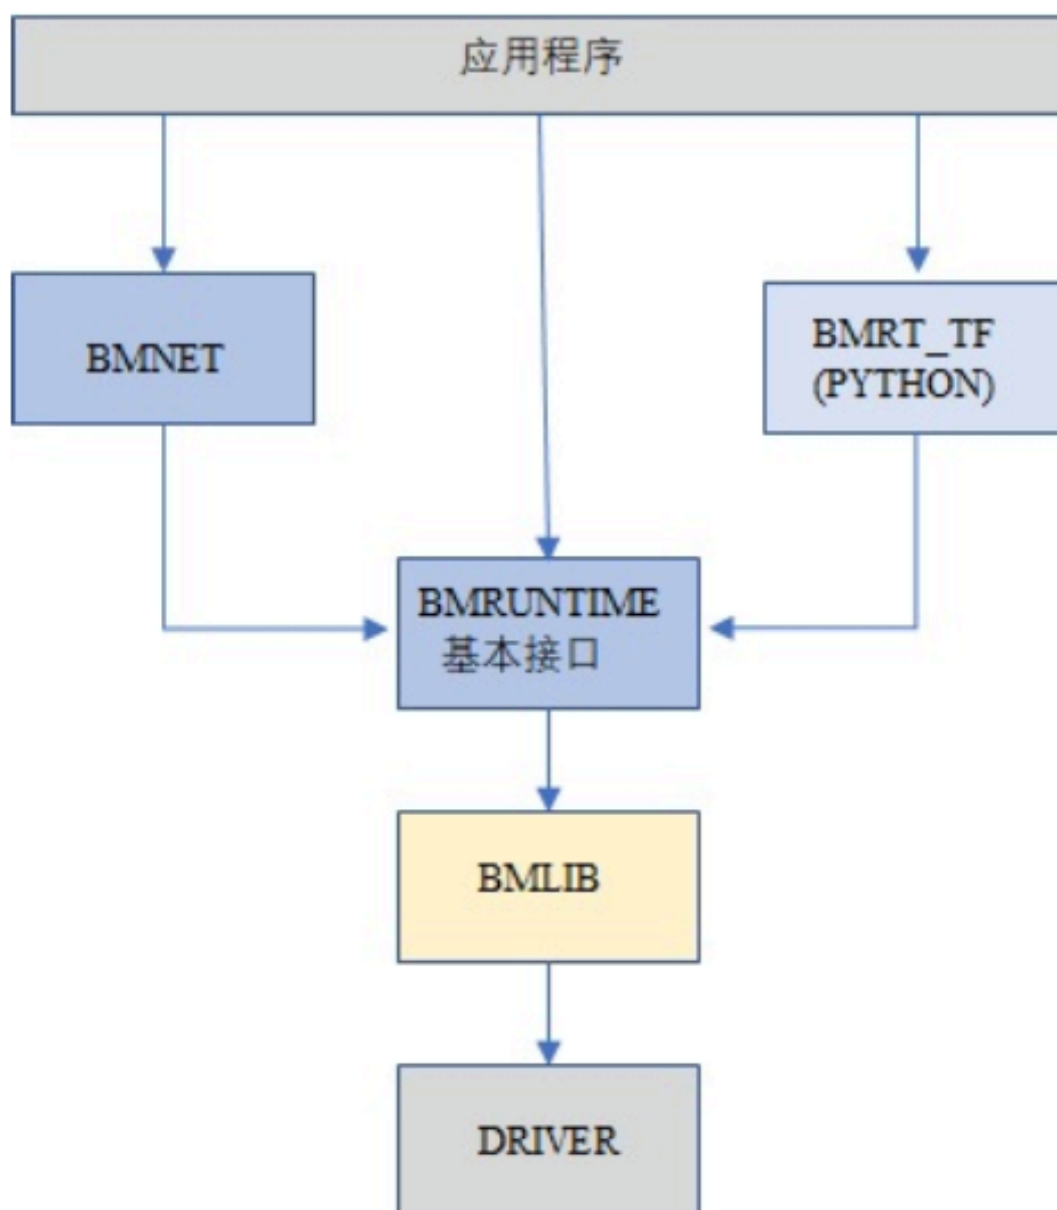 应用程序
BMNET
BMRT_TF
(PYTHON)
BMRUNTIME
基本接口
BMLIB
DRIVER